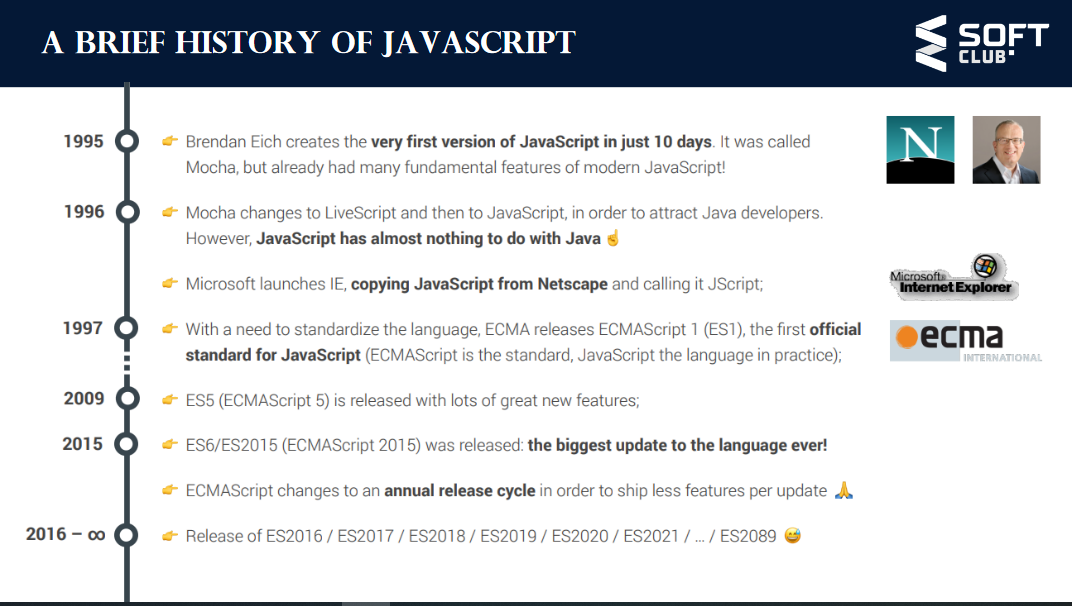 A BRIEF HISTORY OF JAVASCRIPT
SOFT
CLUB
1995
👉 Brendan Eich creates the very first version of JavaScript in just 10 days. It was called
Mocha, but already had many fundamental features of modern JavaScript!
N
1996
👉 Mocha changes to LiveScript and then to JavaScript, in order to attract Java developers.
However, JavaScript has almost nothing to do with Java ☝
👉 Microsoft launches IE, copying JavaScript from Netscape and calling it JScript;
Microsoft®
Internet Explorer
1997
👉 With a need to standardize the language, ECMA releases ECMAScript 1 (ES1), the first official
standard for JavaScript (ECMAScript is the standard, JavaScript the language in practice);
ecma
INTERNATIONAL
2009
👉 ES5 (ECMAScript 5) is released with lots of great new features;
2015
👉 ES6/ES2015 (ECMAScript 2015) was released: the biggest update to the language ever!
👉 ECMAScript changes to an annual release cycle in order to ship less features per update 🙏
2016 – ∞
👉 Release of ES2016 / ES2017 / ES2018 / ES2019 / ES2020 / ES2021 / ... / ES2089 😅